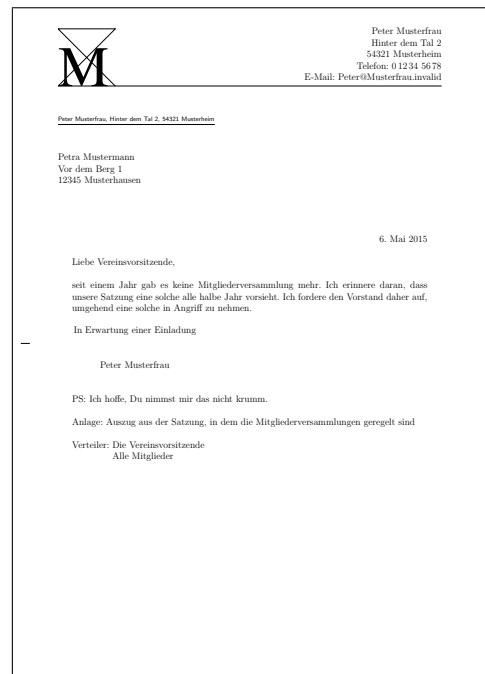 M
Peter Musterfrau
Hinter dem Tal 2
54321 Musterheim
Telefon: 0 12 34 56 78
E-Mail: Peter@Musterfrau.invalid
Peter Musterfrau, Hinter dem Tal 2, 54321 Musterheim
Petra Mustermann
Vor dem Berg 1
12345 Musterhausen
6. Mai 2015
Liebe Vereinsvorsitzende,
seit einem Jahr gab es keine Mitgliederversammlung mehr. Ich erinnere daran, dass
unsere Satzung eine solche alle halbe Jahr vorsieht. Ich fordere den Vorstand daher auf,
umgehend eine solche in Angriff zu nehmen.
In Erwartung einer Einladung
Peter Musterfrau
PS: Ich hoffe, Du nimmst mir das nicht krumm.
Anlage: Auszug aus der Satzung, in dem die Mitgliederversammlungen geregelt sind
Verteiler: Die Vereinsvorsitzende
Alle Mitglieder